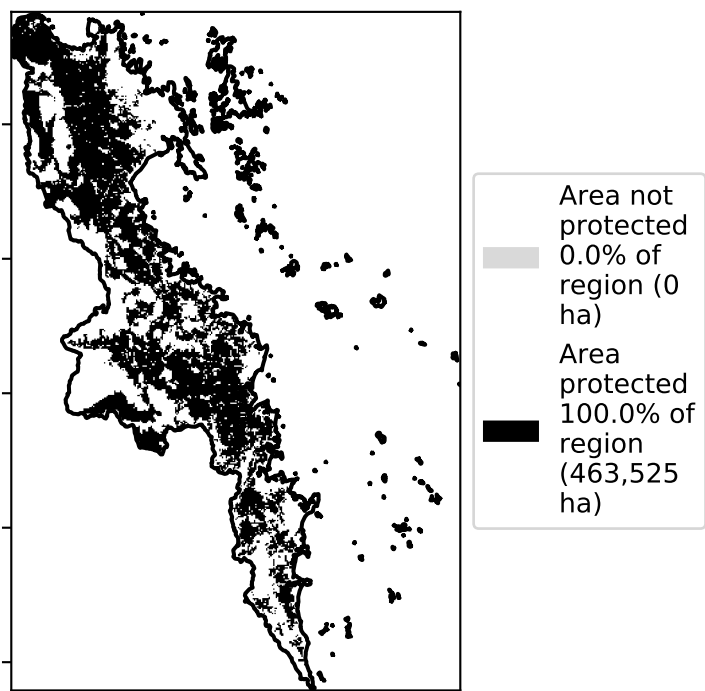 Area not
protected
0.0% of
region (0
ha)
Area
protected
100.0% of
region
(463,525
ha)